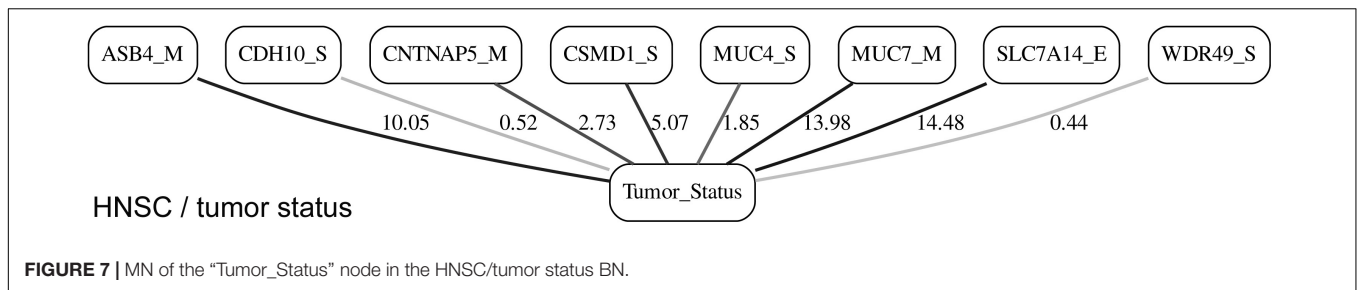 ASB4_M CDH10_S CNTNAP5_M CSMD1_S MUC4_S MUC7_M SLC7A14_E WDR49_S
10.05 0.52 2.73 5.07 1.85 13.98 14.48 0.44
Tumor_Status
HNSC / tumor status
FIGURE 7 | MN of the “Tumor_Status” node in the HNSC/tumor status BN.